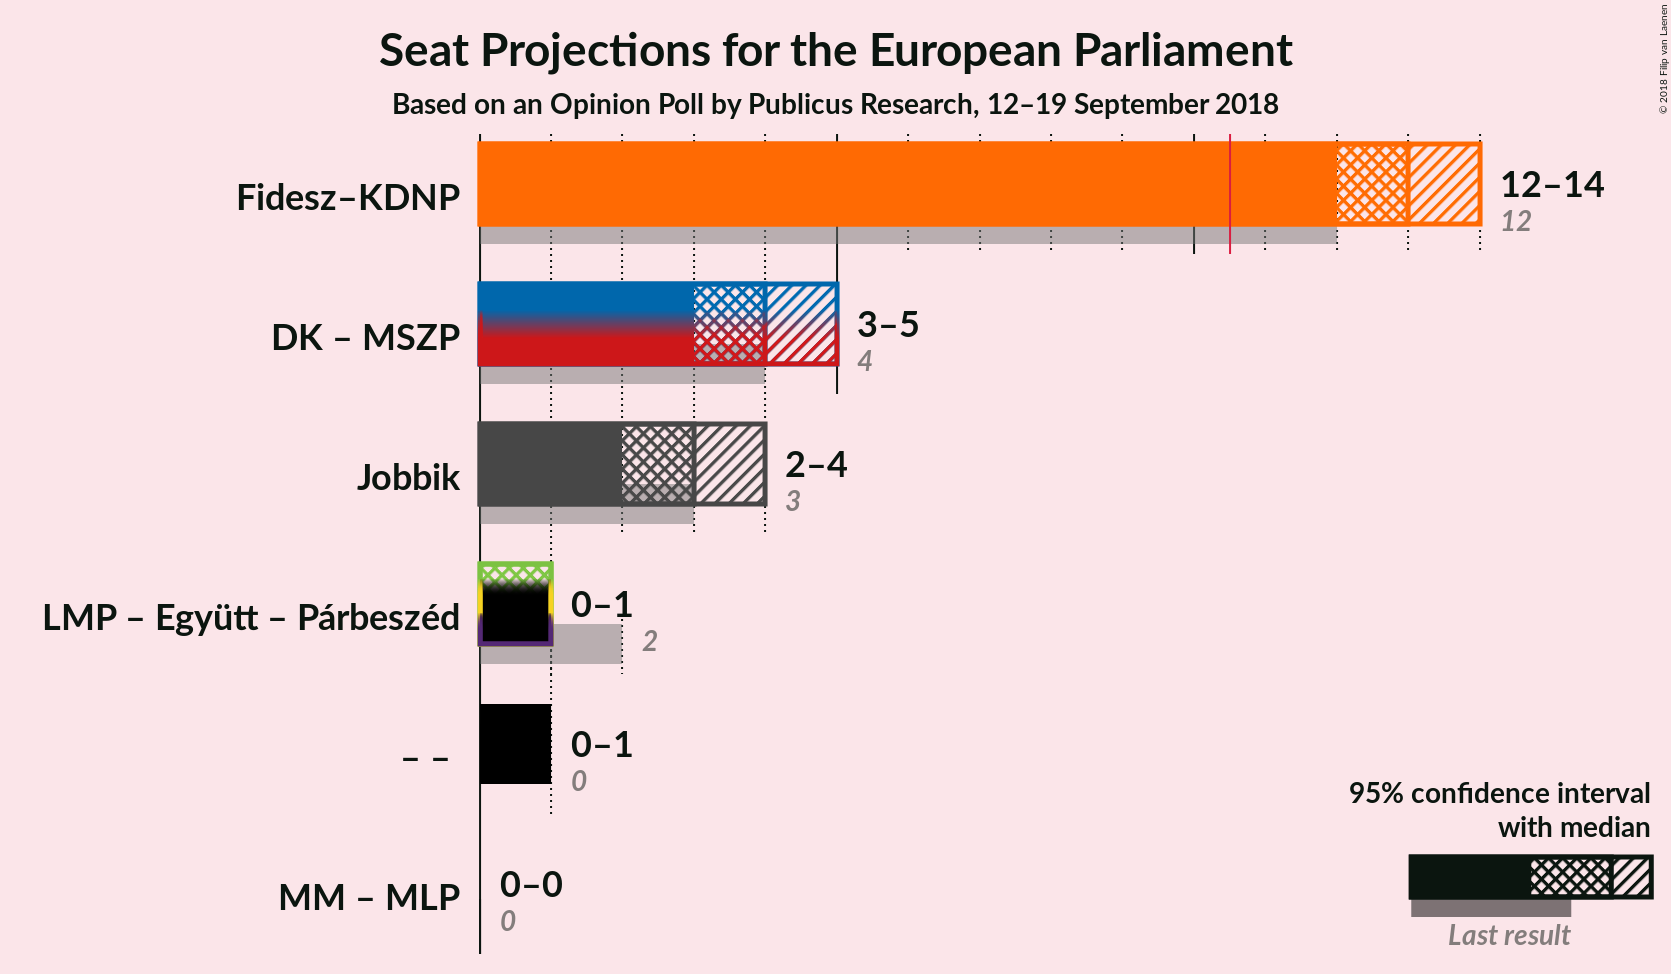 Seat Projections for the European Parliament
Based on an Opinion Poll by Publicus Research, 12–19 September 2018
© 2018 Filip van Laenen
Fidesz–KDNP
12–14
12
DK – MSZP
3–5
4
Jobbik
2–4
3
LMP – Együtt – Párbeszéd
0–1
2
– –
0–1
0
MM – MLP
0–0
0
95% confidence interval
with median
Last result